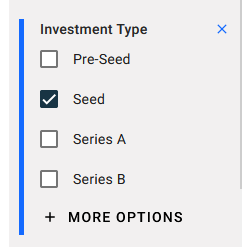 Investment Type
Pre-Seed
Seed
Series A
Series B
+ MORE OPTIONS